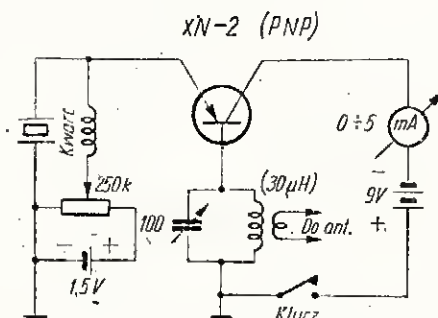 XN-2 (PNP)
Kwarc
250k
100
(30μH)
Do ant.
0÷5
mA
−
9V
+
− +
1,5V
Klucz